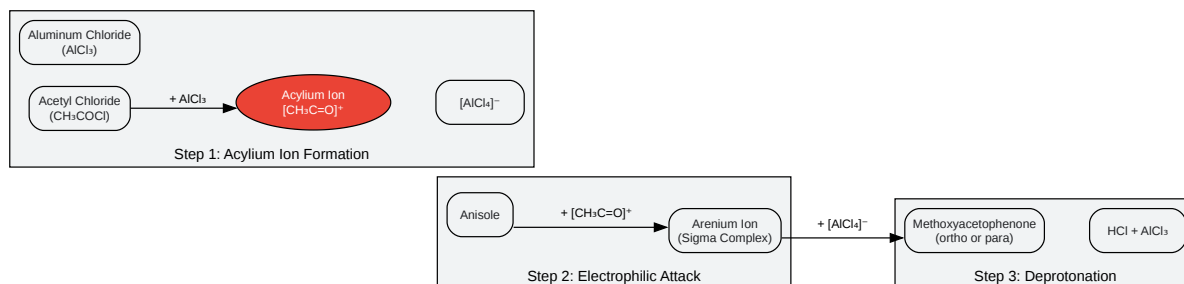 Aluminum Chloride
(AlCl₃)
Acetyl Chloride
(CH₃COCl)
+ AlCl₃
Acylium Ion
[CH₃C=O]⁺
[AlCl₄]⁻
Step 1: Acylium Ion Formation
Anisole
+ [CH₃C=O]⁺
Arenium Ion
(Sigma Complex)
Step 2: Electrophilic Attack
+ [AlCl₄]⁻
Methoxyacetophenone
(ortho or para)
HCl + AlCl₃
Step 3: Deprotonation